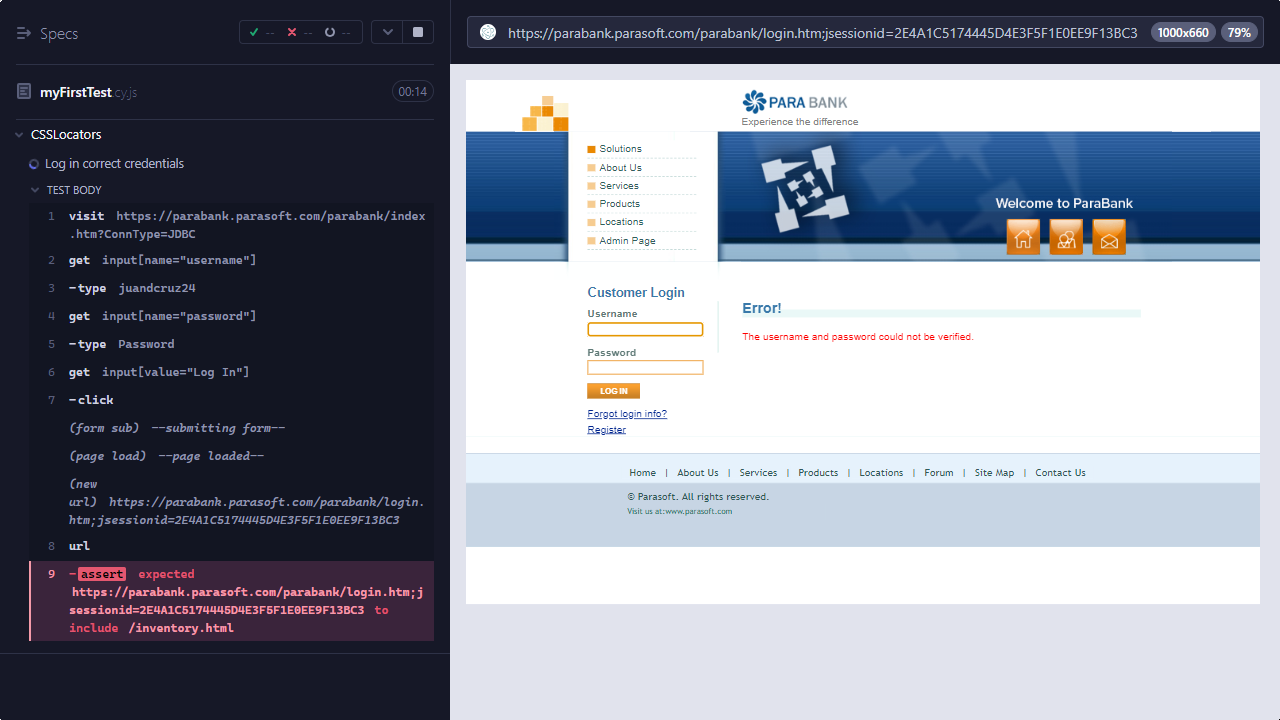 Specs
-- -- --
myFirstTest.cy.js
00:14
CSSLocators
Log in correct credentials
TEST BODY
1 visit https://parabank.parasoft.com/parabank/index
.htm?ConnType=JDBC
2 get input[name="username"]
3 -type juandcruz24
4 get input[name="password"]
5 -type Password
6 get input[value="Log In"]
7 -click
(form sub) --submitting form--
(page load) --page loaded--
(new
url) https://parabank.parasoft.com/parabank/login.
htm;jsessionid=2E4A1C5174445D4E3F5F1E0EE9F13BC3
8 url
9 -assert expected
https://parabank.parasoft.com/parabank/login.htm;j
sessionid=2E4A1C5174445D4E3F5F1E0EE9F13BC3 to
include /inventory.html
https://parabank.parasoft.com/parabank/login.htm;jsessionid=2E4A1C5174445D4E3F5F1E0EE9F13BC3
1000x660
79%
PARA BANK
Experience the difference
Solutions
About Us
Services
Products
Locations
Admin Page
Welcome to ParaBank
Customer Login
Username
Password
LOG IN
Forgot login info?
Register
Error!
The username and password could not be verified.
Home | About Us | Services | Products | Locations | Forum | Site Map | Contact Us
© Parasoft. All rights reserved.
Visit us at:www.parasoft.com